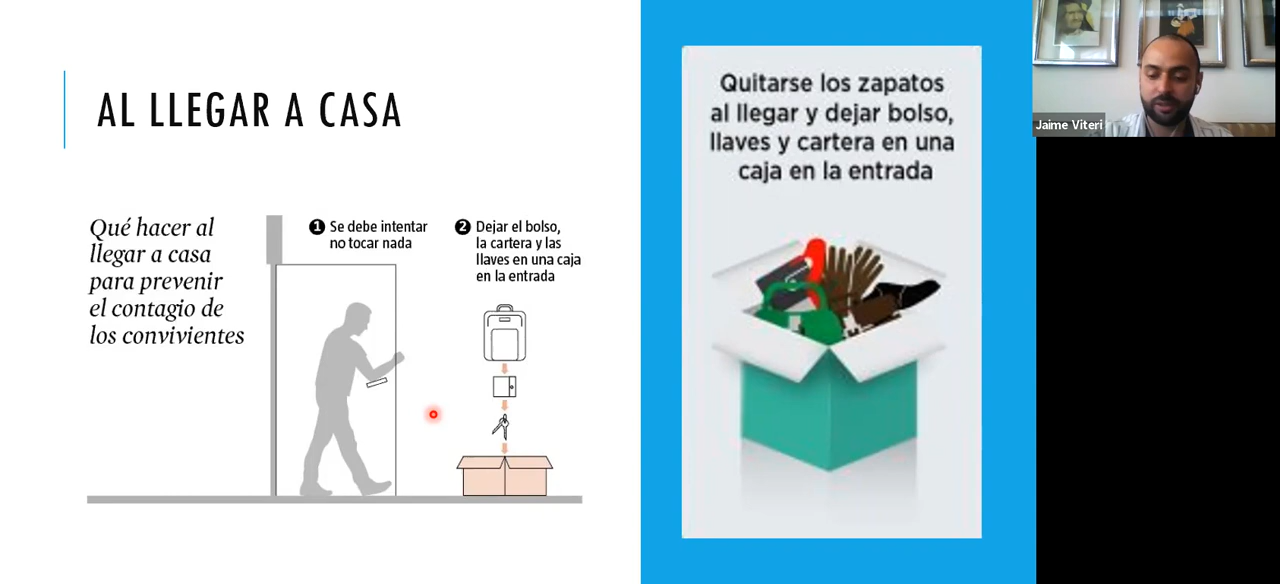 AL LLEGAR A CASA
Qué hacer al
llegar a casa
para prevenir
el contagio de
los convivientes
1 Se debe intentar
no tocar nada
2 Dejar el bolso,
la cartera y las
llaves en una caja
en la entrada
Quitarse los zapatos
al llegar y dejar bolso,
llaves y cartera en una
caja en la entrada
Jaime Viteri